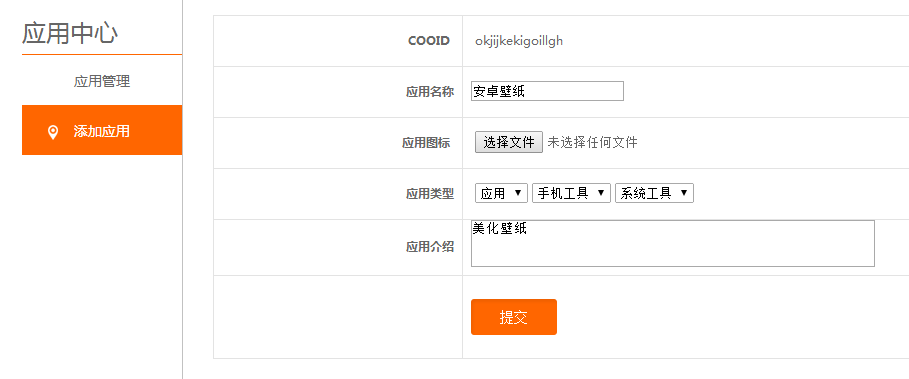 应用中心
应用管理
添加应用
COOID okjijkekigoillgh
应用名称 安卓壁纸
应用图标 选择文件 未选择任何文件
应用类型 应用 手机工具 系统工具
应用介绍 美化壁纸
提交